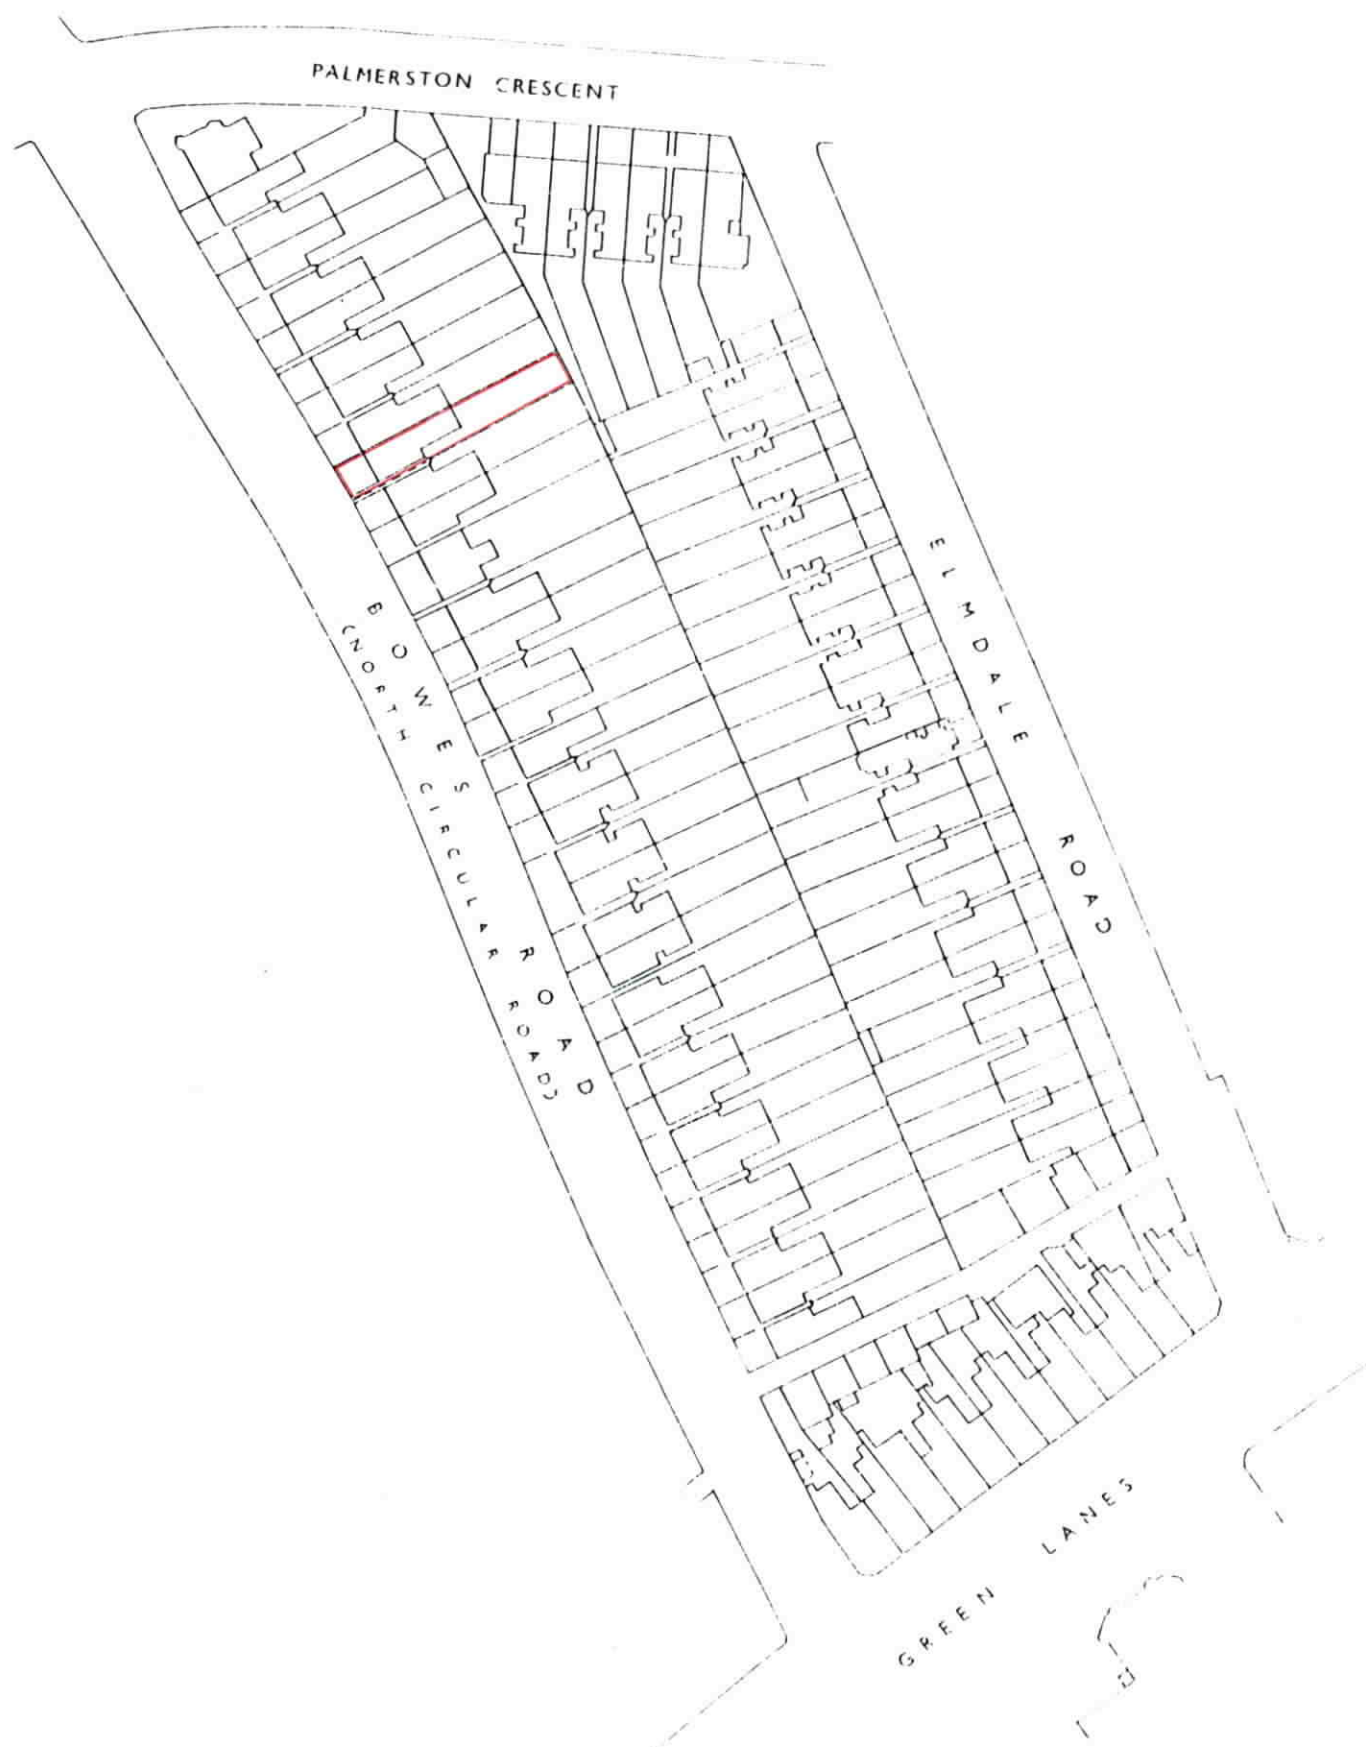 PALMERSTON CRESCENT
BOWES ROAD
(NORTH CIRCULAR ROAD)
ELMDALE ROAD
GREEN LANES